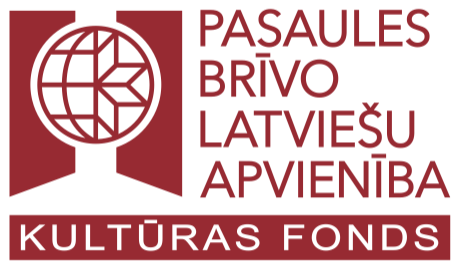 PASAULES
BRĪVO
LATVIEŠU
APVIENĪBA
KULTŪRAS FONDS